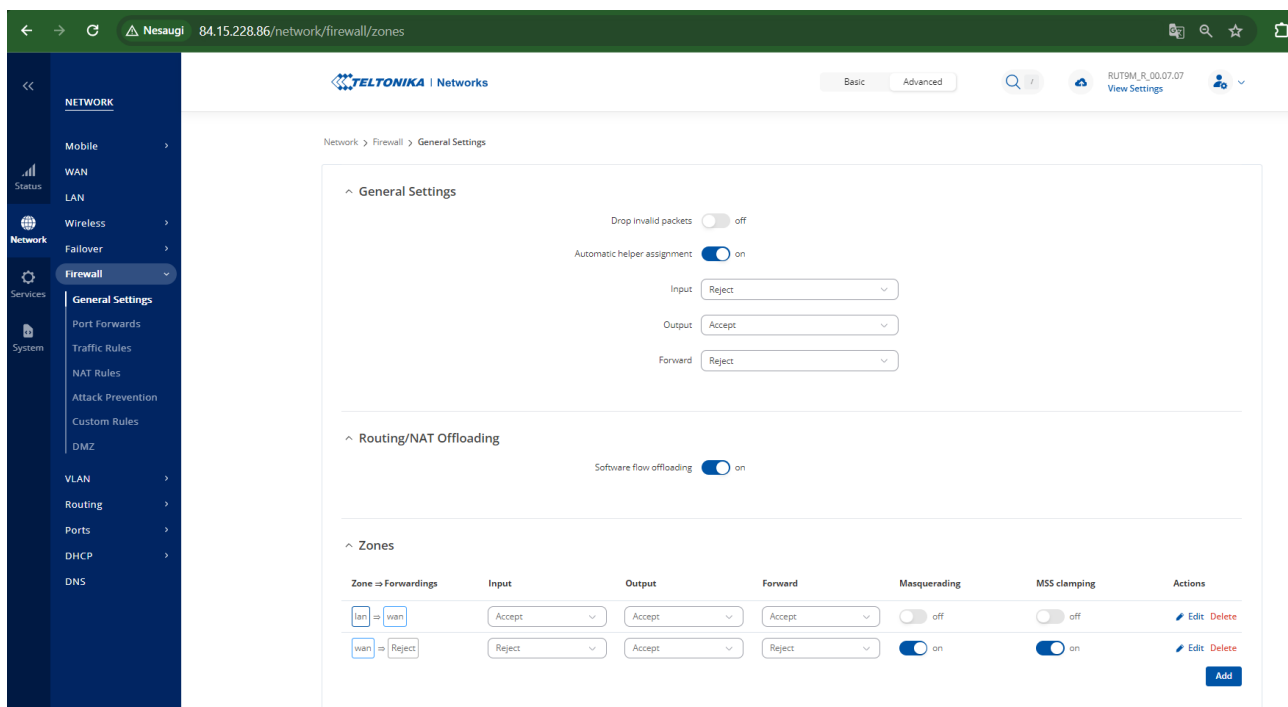 Nesaugi 84.15.228.86/network/firewall/zones
TELTONIKA | Networks
Basic
Advanced
/
RUT9M_R_00.07.07
View Settings
Status
Network
Services
System
NETWORK
Mobile
WAN
LAN
Wireless
Failover
Firewall
General Settings
Port Forwards
Traffic Rules
NAT Rules
Attack Prevention
Custom Rules
DMZ
VLAN
Routing
Ports
DHCP
DNS
Network > Firewall > General Settings
General Settings
Drop invalid packets off
Automatic helper assignment on
Input Reject
Output Accept
Forward Reject
Routing/NAT Offloading
Software flow offloading on
Zones
Zone ⇒ Forwardings Input Output Forward Masquerading MSS clamping Actions
lan ⇒ wan Accept Accept Accept off off Edit Delete
wan ⇒ Reject Reject Accept Reject on on Edit Delete
Add